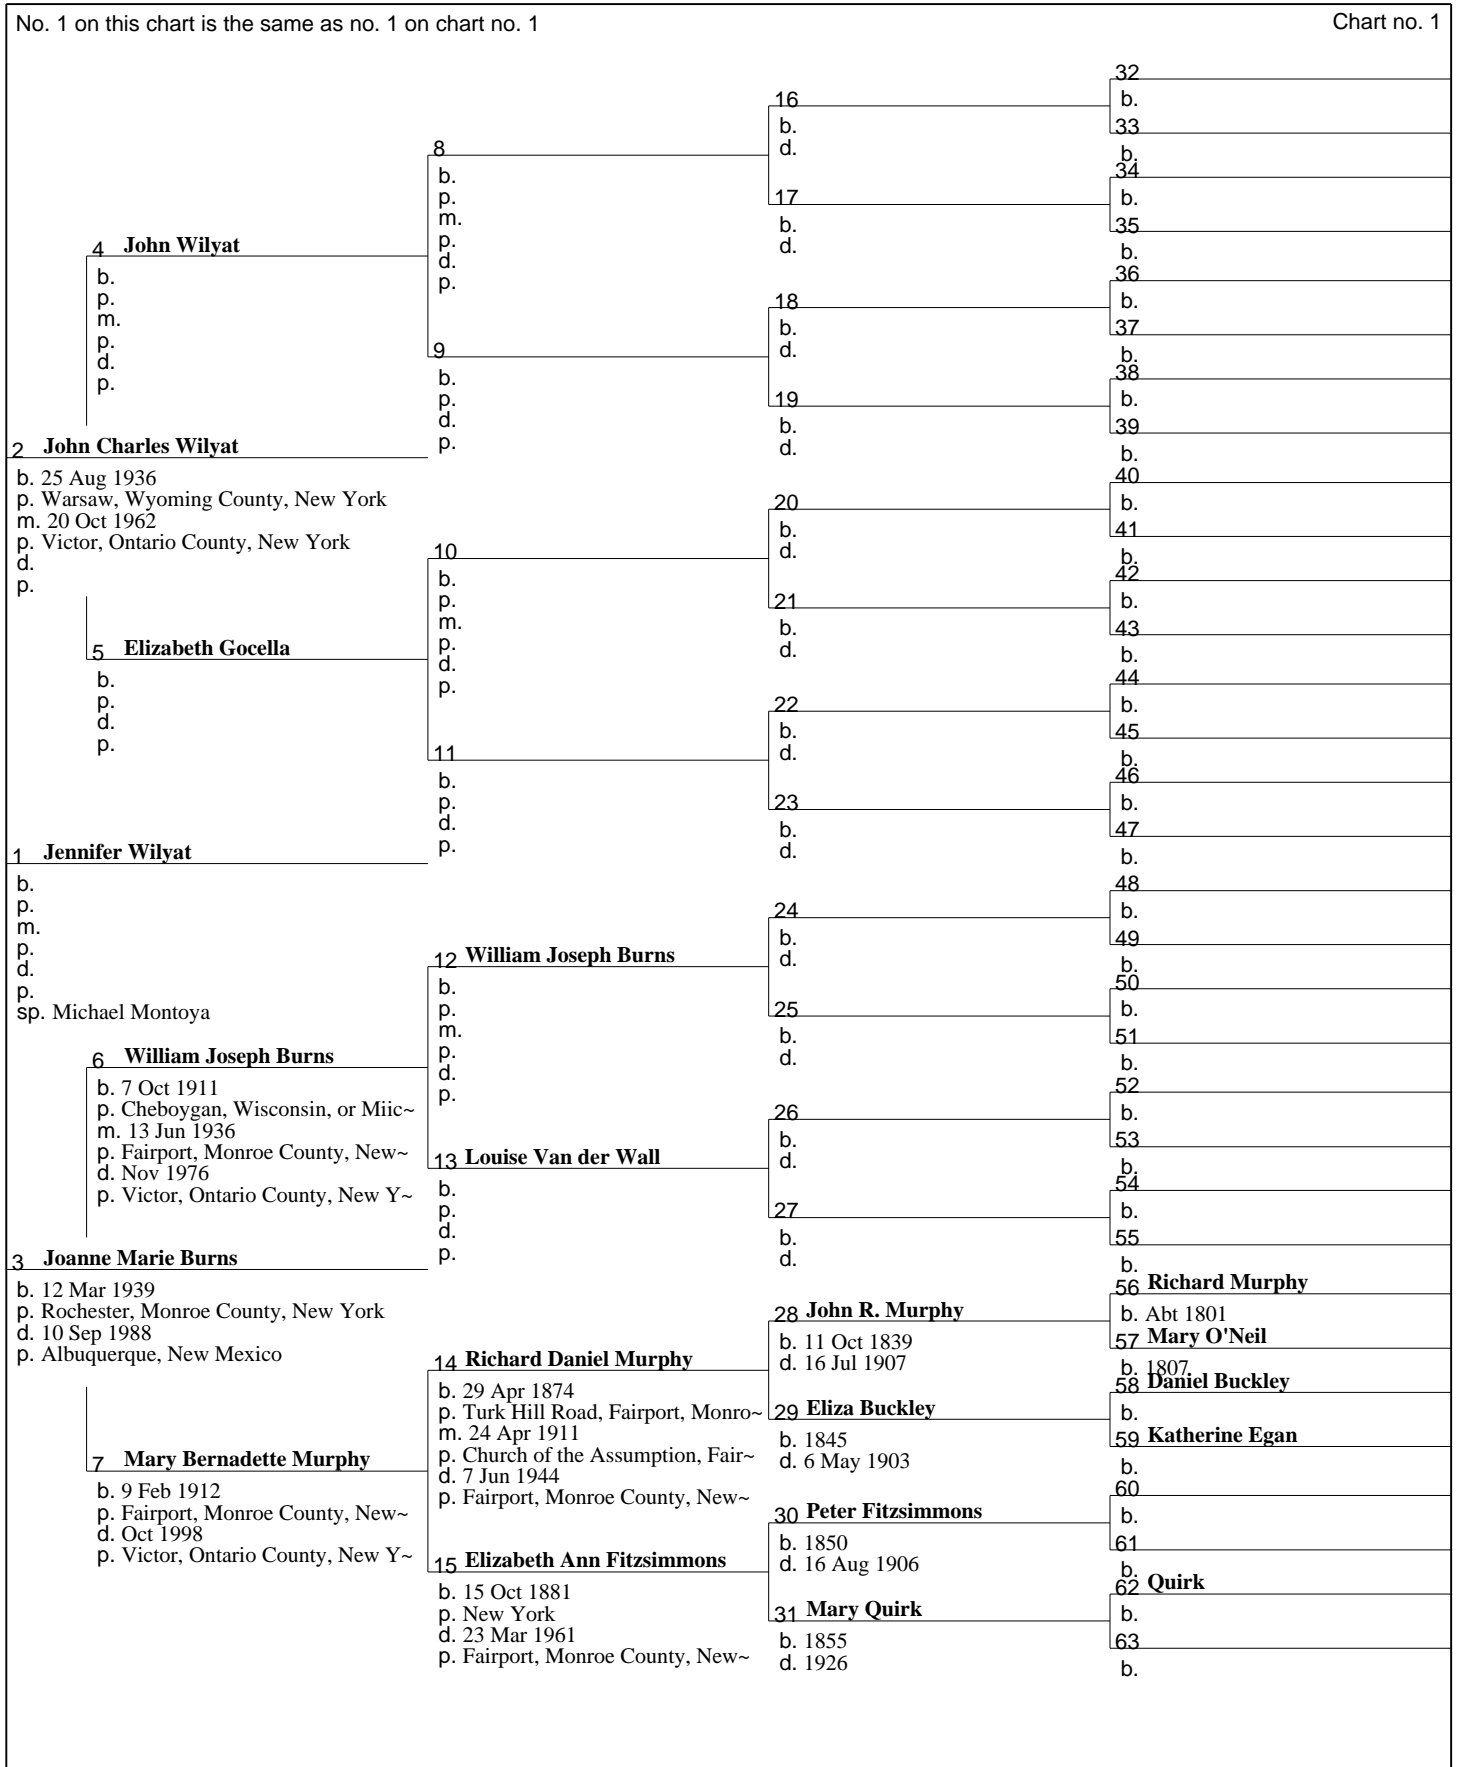 No. 1 on this chart is the same as no. 1 on chart no. 1
Chart no. 1
1 Jennifer Wilyat
b.
p.
m.
p.
d.
p.
sp. Michael Montoya
2 John Charles Wilyat
b. 25 Aug 1936
p. Warsaw, Wyoming County, New York
m. 20 Oct 1962
p. Victor, Ontario County, New York
d.
p.
3 Joanne Marie Burns
b. 12 Mar 1939
p. Rochester, Monroe County, New York
d. 10 Sep 1988
p. Albuquerque, New Mexico
4 John Wilyat
b.
p.
m.
p.
d.
p.
5 Elizabeth Gocella
b.
p.
d.
p.
6 William Joseph Burns
b. 7 Oct 1911
p. Cheboygan, Wisconsin, or Miic~
m. 13 Jun 1936
p. Fairport, Monroe County, New~
d. Nov 1976
p. Victor, Ontario County, New Y~
7 Mary Bernadette Murphy
b. 9 Feb 1912
p. Fairport, Monroe County, New~
d. Oct 1998
p. Victor, Ontario County, New Y~
8
b.
p.
m.
p.
d.
p.
9
b.
p.
d.
p.
10
b.
p.
m.
p.
d.
p.
11
b.
p.
d.
p.
12 William Joseph Burns
b.
p.
m.
p.
d.
p.
13 Louise Van der Wall
b.
p.
d.
p.
14 Richard Daniel Murphy
b. 29 Apr 1874
p. Turk Hill Road, Fairport, Monro~
m. 24 Apr 1911
p. Church of the Assumption, Fair~
d. 7 Jun 1944
p. Fairport, Monroe County, New~
15 Elizabeth Ann Fitzsimmons
b. 15 Oct 1881
p. New York
d. 23 Mar 1961
p. Fairport, Monroe County, New~
16
b.
d.
17
b.
d.
18
b.
d.
19
b.
d.
20
b.
d.
21
b.
d.
22
b.
d.
23
b.
d.
24
b.
d.
25
b.
d.
26
b.
d.
27
b.
d.
28 John R. Murphy
b. 11 Oct 1839
d. 16 Jul 1907
29 Eliza Buckley
b. 1845
d. 6 May 1903
30 Peter Fitzsimmons
b. 1850
d. 16 Aug 1906
31 Mary Quirk
b. 1855
d. 1926
32
b.
33
b.
34
b.
35
b.
36
b.
37
b.
38
b.
39
b.
40
b.
41
b.
42
b.
43
b.
44
b.
45
b.
46
b.
47
b.
48
b.
49
b.
50
b.
51
b.
52
b.
53
b.
54
b.
55
b.
56 Richard Murphy
b. Abt 1801
57 Mary O'Neil
b. 1807
58 Daniel Buckley
b.
59 Katherine Egan
b.
60
b.
61
b.
62 Quirk
b.
63
b.